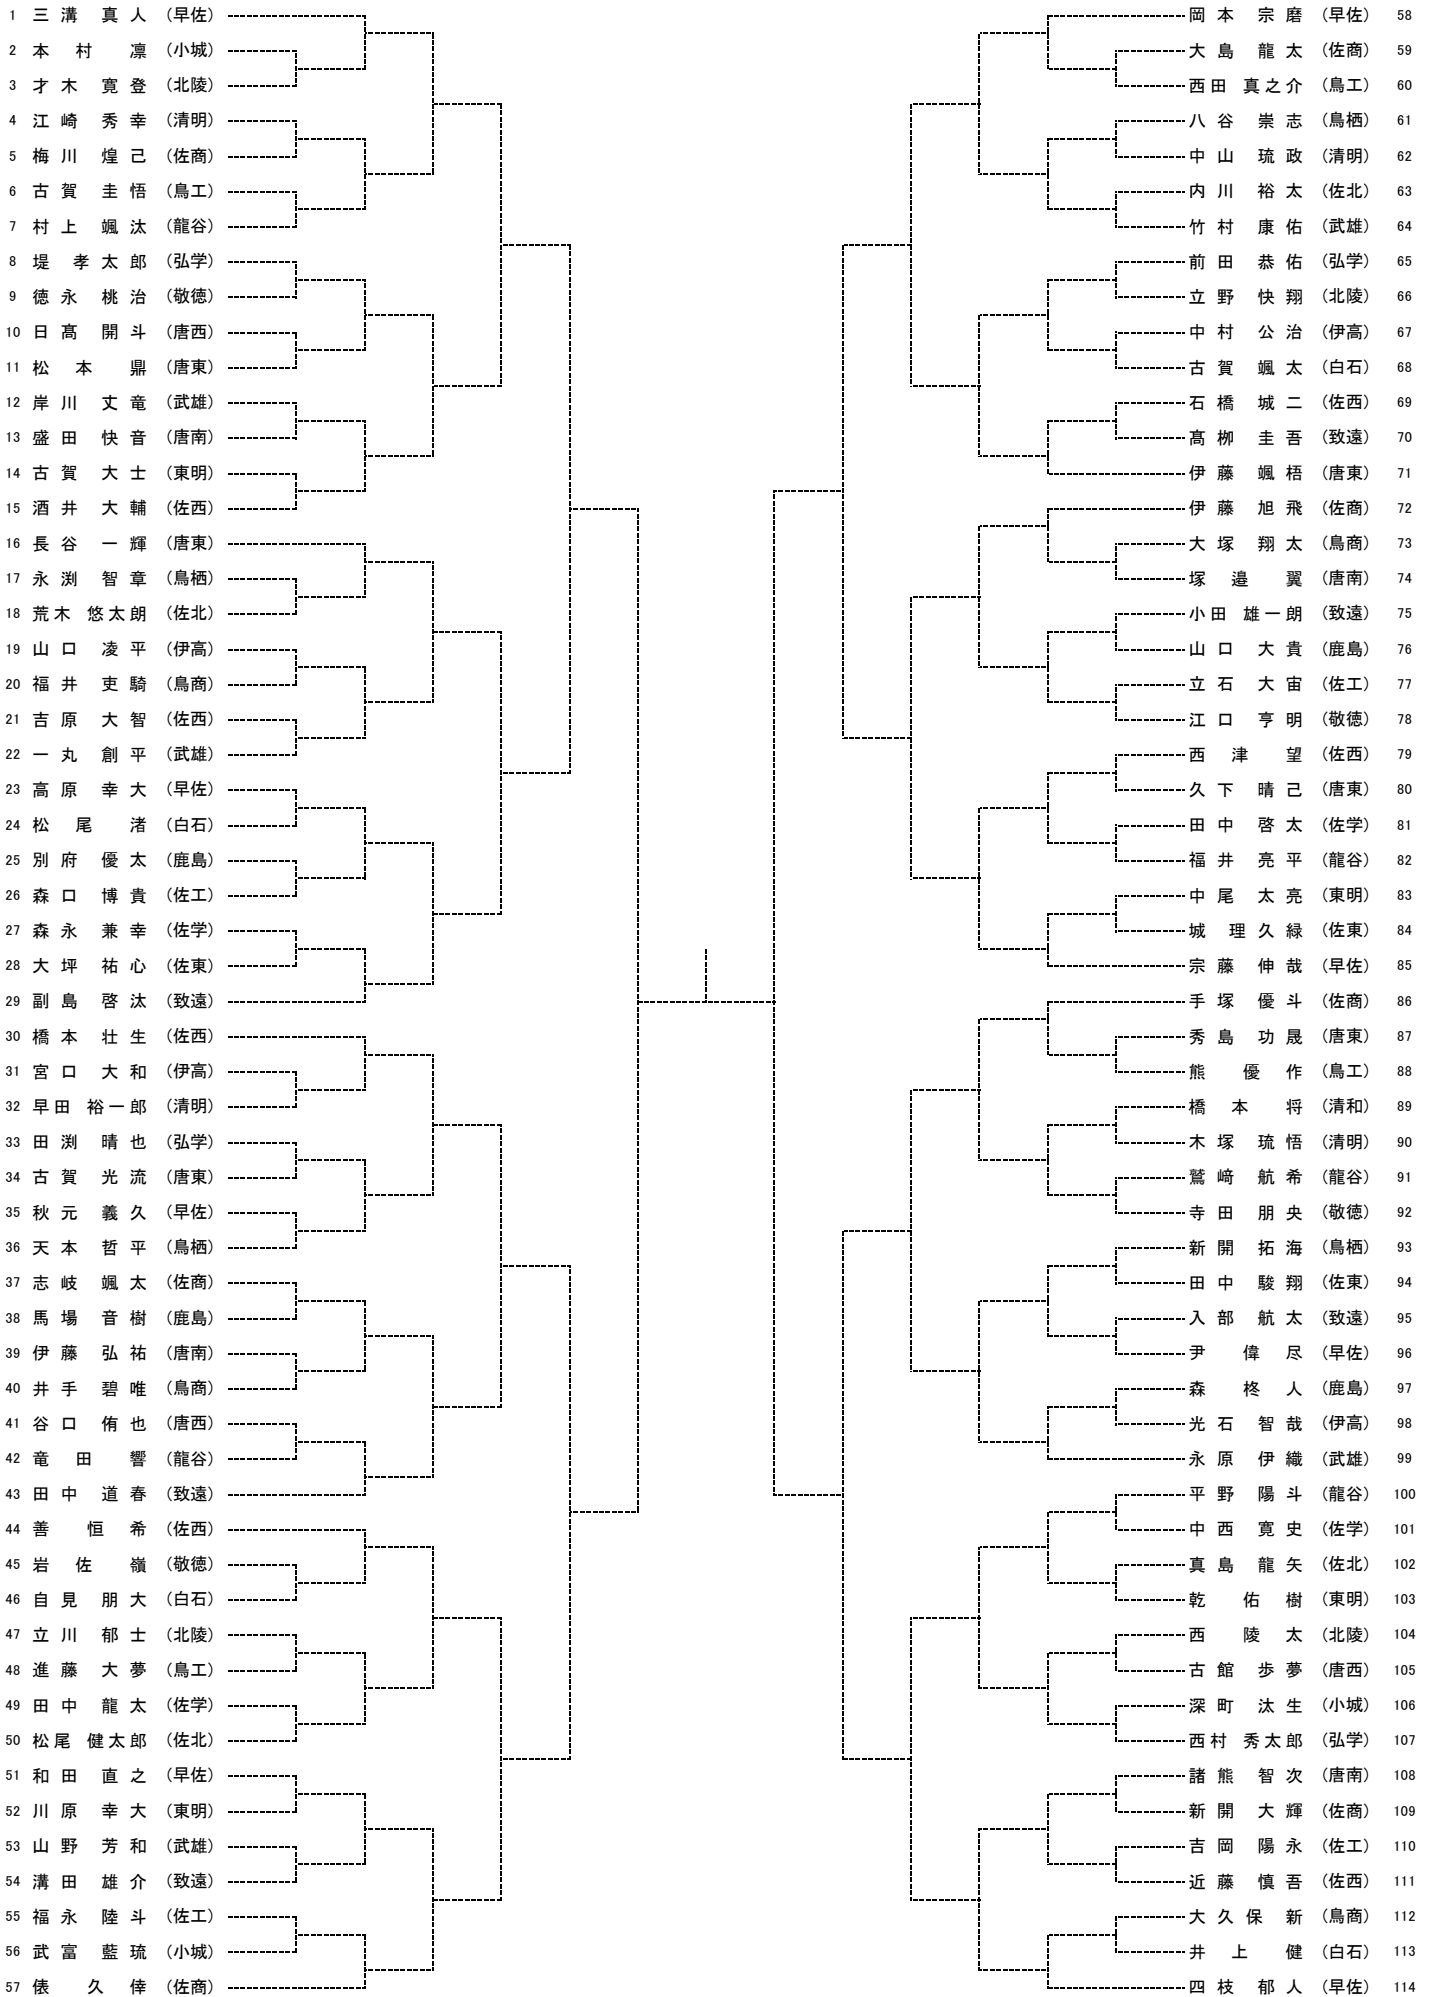 1 三溝 真人 (早佐)
2 本村 凛 (小城)
3 才木 寛登 (北陵)
4 江崎 秀幸 (清明)
5 梅川 煌己 (佐商)
6 古賀 圭悟 (鳥工)
7 村上 颯汰 (龍谷)
8 堤 孝太郎 (弘学)
9 徳永 桃治 (敬徳)
10 日髙 開斗 (唐西)
11 松本 鼎 (唐東)
12 岸川 丈竜 (武雄)
13 盛田 快音 (唐南)
14 古賀 大士 (東明)
15 酒井 大輔 (佐西)
16 長谷 一輝 (唐東)
17 永渕 智章 (鳥栖)
18 荒木 悠太朗 (佐北)
19 山口 凌平 (伊高)
20 福井 吏騎 (鳥商)
21 吉原 大智 (佐西)
22 一丸 創平 (武雄)
23 高原 幸大 (早佐)
24 松尾 渚 (白石)
25 別府 優太 (鹿島)
26 森口 博貴 (佐工)
27 森永 兼幸 (佐学)
28 大坪 祐心 (佐東)
29 副島 啓汰 (致遠)
30 橋本 壮生 (佐西)
31 宮口 大和 (伊高)
32 早田 裕一郎 (清明)
33 田渕 晴也 (弘学)
34 古賀 光流 (唐東)
35 秋元 義久 (早佐)
36 天本 哲平 (鳥栖)
37 志岐 颯太 (佐商)
38 馬場 音樹 (鹿島)
39 伊藤 弘祐 (唐南)
40 井手 碧唯 (鳥商)
41 谷口 侑也 (唐西)
42 竜田 響 (龍谷)
43 田中 道春 (致遠)
44 善 恒希 (佐西)
45 岩佐 嶺 (敬徳)
46 自見 朋大 (白石)
47 立川 郁士 (北陵)
48 進藤 大夢 (鳥工)
49 田中 龍太 (佐学)
50 松尾 健太郎 (佐北)
51 和田 直之 (早佐)
52 川原 幸大 (東明)
53 山野 芳和 (武雄)
54 溝田 雄介 (致遠)
55 福永 陸斗 (佐工)
56 武富 藍琉 (小城)
57 俵 久倖 (佐商)
岡本 宗磨 (早佐) 58
大島 龍太 (佐商) 59
西田 真之介 (鳥工) 60
八谷 崇志 (鳥栖) 61
中山 琉政 (清明) 62
内川 裕太 (佐北) 63
竹村 康佑 (武雄) 64
前田 恭佑 (弘学) 65
立野 快翔 (北陵) 66
中村 公治 (伊高) 67
古賀 颯太 (白石) 68
石橋 城二 (佐西) 69
髙栁 圭吾 (致遠) 70
伊藤 颯梧 (唐東) 71
伊藤 旭飛 (佐商) 72
大塚 翔太 (鳥商) 73
塚邉 翼 (唐南) 74
小田 雄一朗 (致遠) 75
山口 大貴 (鹿島) 76
立石 大宙 (佐工) 77
江口 亨明 (敬徳) 78
西津 望 (佐西) 79
久下 晴己 (唐東) 80
田中 啓太 (佐学) 81
福井 亮平 (龍谷) 82
中尾 太亮 (東明) 83
城 理久緑 (佐東) 84
宗藤 伸哉 (早佐) 85
手塚 優斗 (佐商) 86
秀島 功晟 (唐東) 87
熊 優作 (鳥工) 88
橋本 将 (清和) 89
木塚 琉悟 (清明) 90
鷲﨑 航希 (龍谷) 91
寺田 朋央 (敬徳) 92
新開 拓海 (鳥栖) 93
田中 駿翔 (佐東) 94
入部 航太 (致遠) 95
尹 偉尽 (早佐) 96
森 柊人 (鹿島) 97
光石 智哉 (伊高) 98
永原 伊織 (武雄) 99
平野 陽斗 (龍谷) 100
中西 寛史 (佐学) 101
真島 龍矢 (佐北) 102
乾 佑樹 (東明) 103
西 陵太 (北陵) 104
古館 歩夢 (唐西) 105
深町 汰生 (小城) 106
西村 秀太郎 (弘学) 107
諸熊 智次 (唐南) 108
新開 大輝 (佐商) 109
吉岡 陽永 (佐工) 110
近藤 慎吾 (佐西) 111
大久保 新 (鳥商) 112
井上 健 (白石) 113
四枝 郁人 (早佐) 114